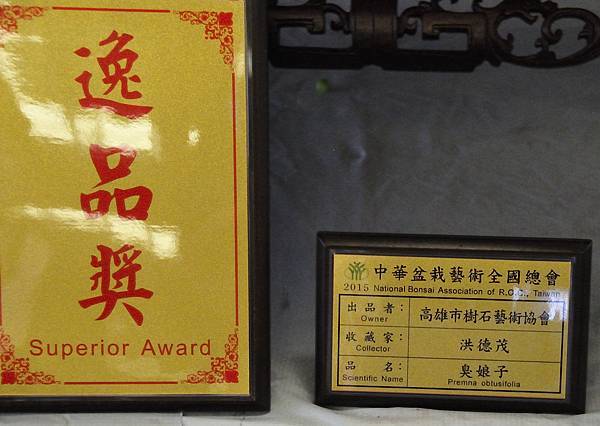 逸品獎
Superior Award
中華盆栽藝術全國總會
2015 National Bonsai Association of R.O.C., Taiwan
出品者： 高雄市樹石藝術協會
Owner
收藏家： 洪德茂
Collector
品名： 臭娘子
Scientific Name Premna obtusifolia